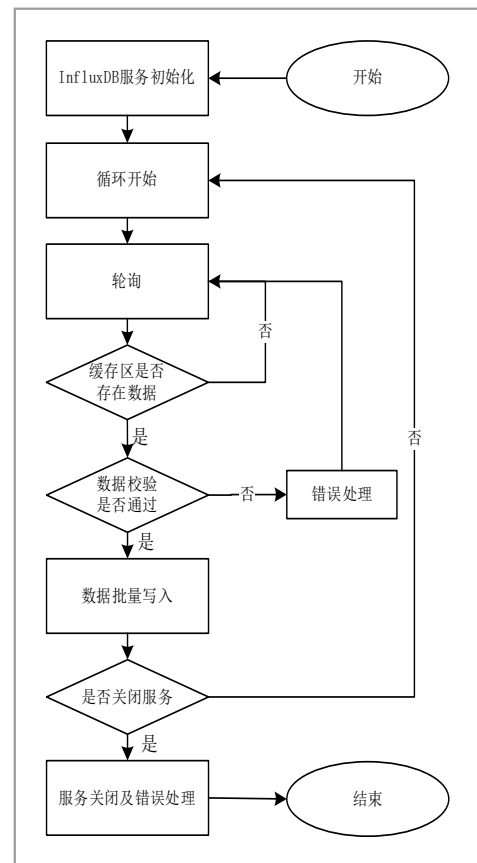 InfluxDB服务初始化
开始
循环开始
轮询
否
缓存区是否
存在数据
否
是
数据校验
是否通过
否
错误处理
是
数据批量写入
是否关闭服务
是
服务关闭及错误处理
结束